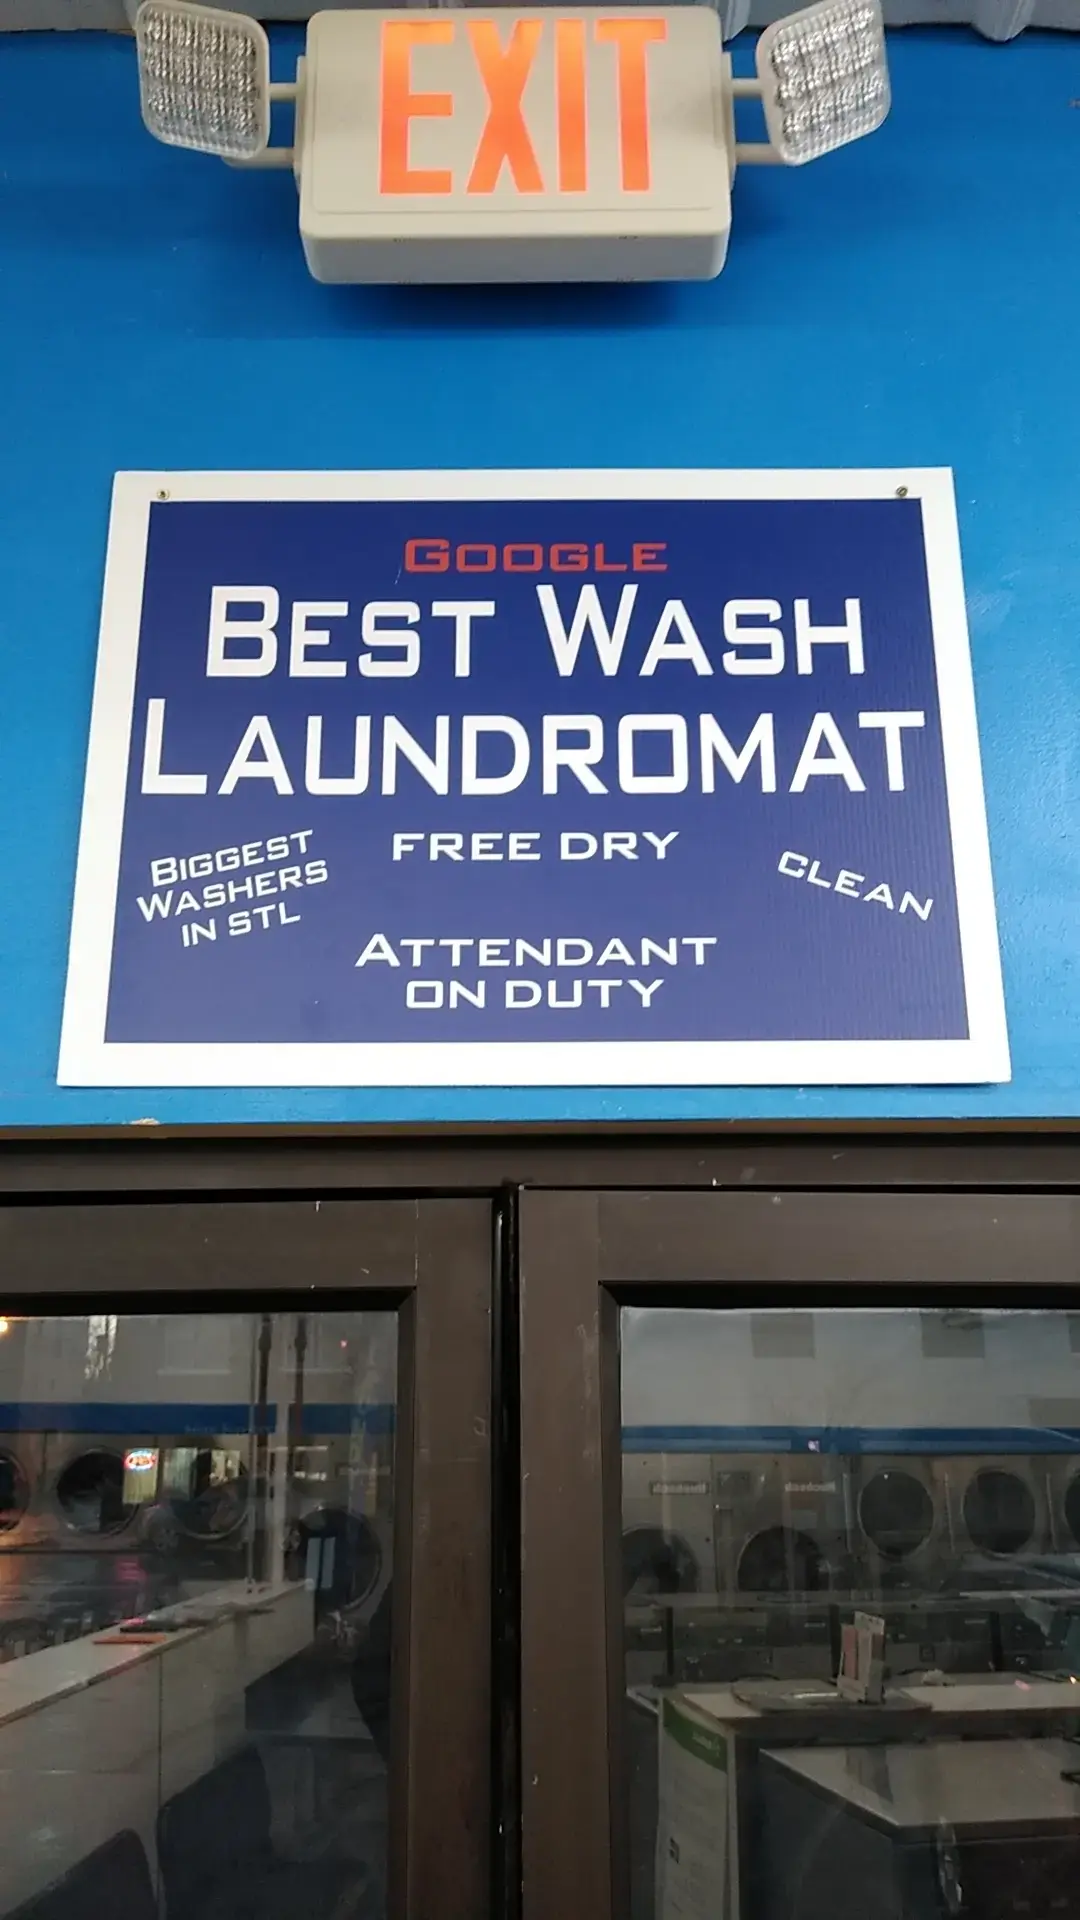 EXIT
GOOGLE
BEST WASH
LAUNDROMAT
BIGGEST
WASHERS
IN STL
FREE DRY
CLEAN
ATTENDANT
ON DUTY